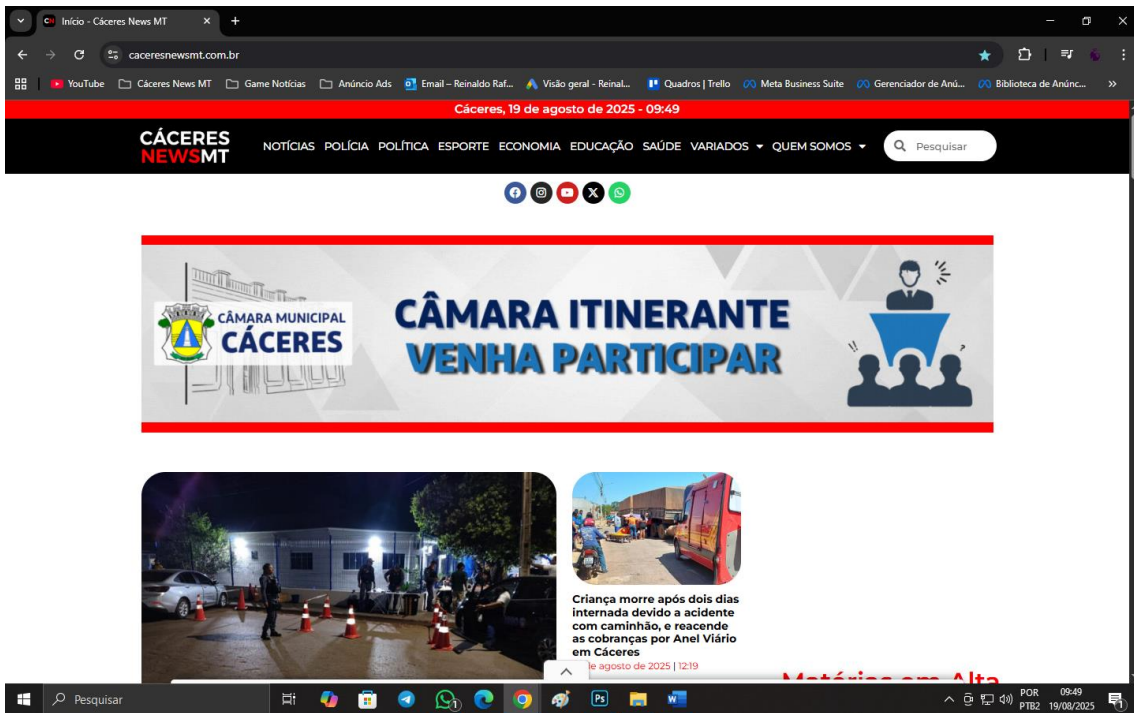 Início - Cáceres News MT
caceresnewsmt.com.br
YouTube Cáceres News MT Game Notícias Anúncio Ads Email – Reinaldo Raf... Visão geral - Reinal... Quadros | Trello Meta Business Suite Gerenciador de Anú... Biblioteca de Anúnc...
Cáceres, 19 de agosto de 2025 - 09:49
CÁCERES
NEWSMT
NOTÍCIAS POLÍCIA POLÍTICA ESPORTE ECONOMIA EDUCAÇÃO SAÚDE VARIADOS QUEM SOMOS
Pesquisar
CÂMARA MUNICIPAL
CÁCERES
CÂMARA ITINERANTE
VENHA PARTICIPAR
Criança morre após dois dias
internada devido a acidente
com caminhão, e reacende
as cobranças por Anel Viário
em Cáceres
de agosto de 2025 | 12:19
Matérias em Alta
Pesquisar
POR
PTB2
09:49
19/08/2025